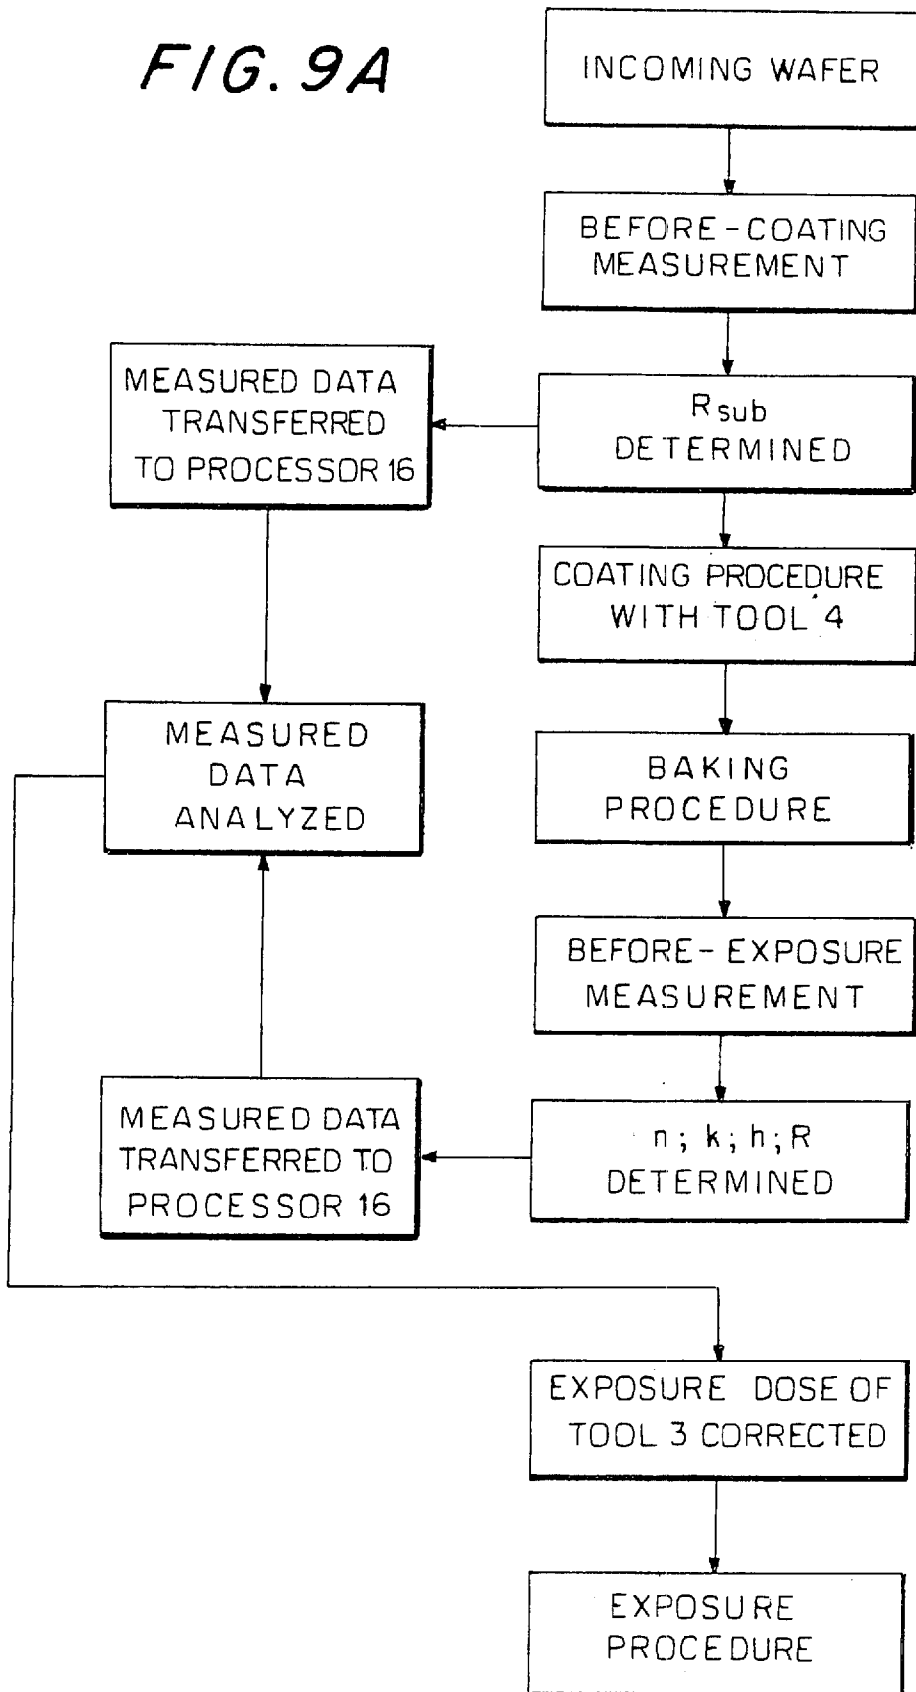 FIG. 9A
INCOMING WAFER
BEFORE-COATING
MEASUREMENT
Rsub
DETERMINED
MEASURED DATA
TRANSFERRED
TO PROCESSOR 16
COATING PROCEDURE
WITH TOOL 4
BAKING
PROCEDURE
MEASURED
DATA
ANALYZED
BEFORE-EXPOSURE
MEASUREMENT
n; k; h; R
DETERMINED
MEASURED DATA
TRANSFERRED TO
PROCESSOR 16
EXPOSURE DOSE OF
TOOL 3 CORRECTED
EXPOSURE
PROCEDURE